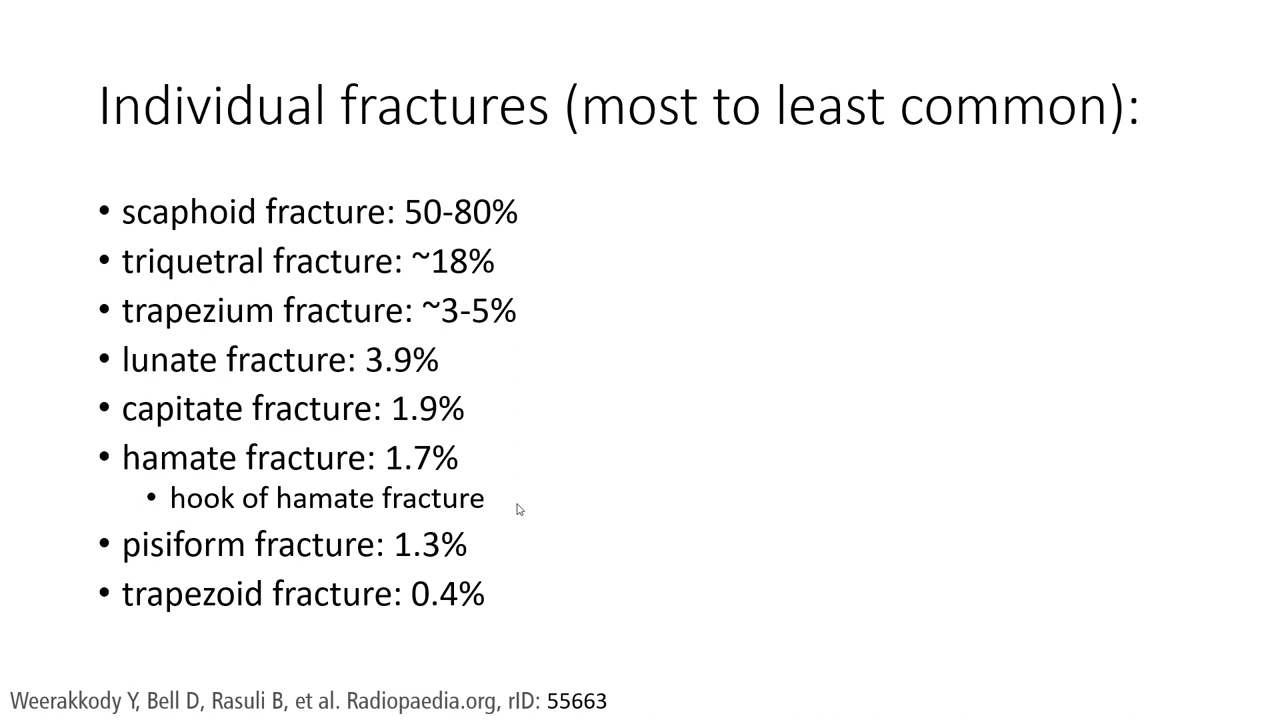 Individual fractures (most to least common):
• scaphoid fracture: 50-80%
• triquetral fracture: ~18%
• trapezium fracture: ~3-5%
• lunate fracture: 3.9%
• capitate fracture: 1.9%
• hamate fracture: 1.7%
• hook of hamate fracture
• pisiform fracture: 1.3%
• trapezoid fracture: 0.4%
Weerakkody Y, Bell D, Rasuli B, et al. Radiopaedia.org, rID: 55663